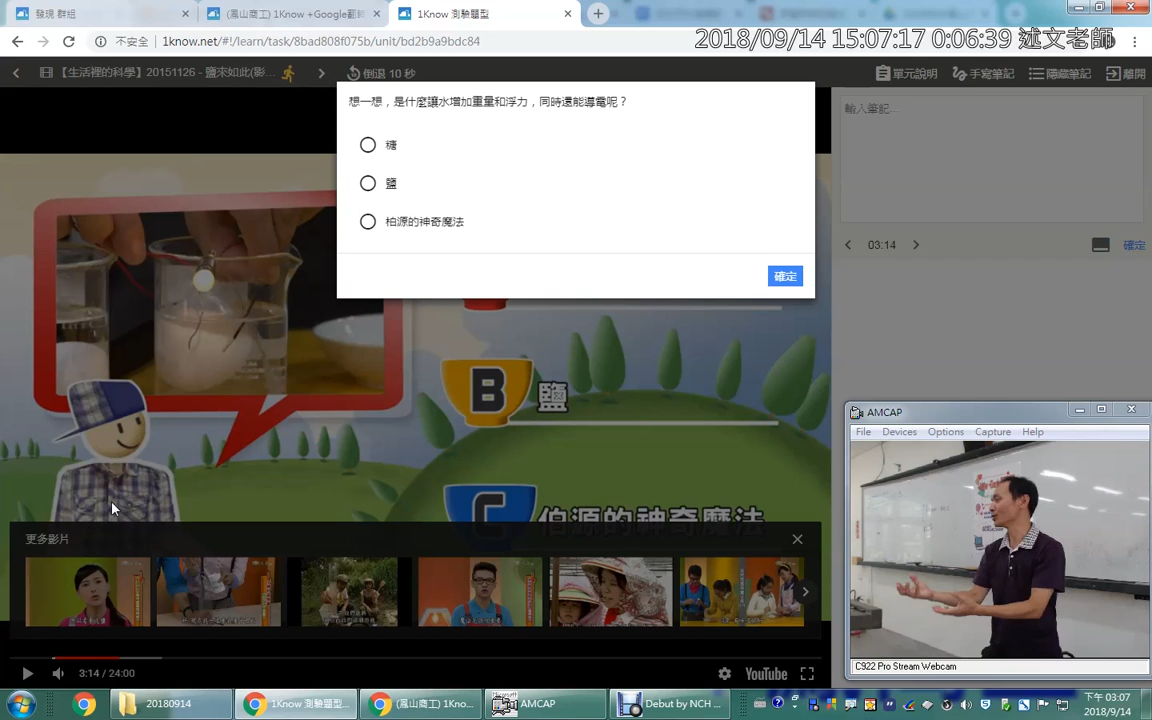 發現 群組
(鳳山商工) 1Know +Google翻轉
1Know 測驗題型
不安全
1know.net/#!/learn/task/8bad808f075b/unit/bd2b9a9bdc84
2018/09/14 15:07:17 0:06:39 述文老師
【生活裡的科學】20151126 - 鹽來如此(影...
倒退 10 秒
單元說明
手寫筆記
隱藏筆記
離開
想一想，是什麼讓水增加重量和浮力，同時還能導電呢？
糖
鹽
柏源的神奇魔法
確定
輸入筆記...
03:14
確定
B 鹽
C 伯源的神奇魔法
更多影片
3:14 / 24:00
YouTube
AMCAP
File Devices Options Capture Help
C922 Pro Stream Webcam
20180914
1Know 測驗題型...
(鳳山商工) 1Kno...
AMCAP
Debut by NCH ...
下午 03:07
2018/9/14